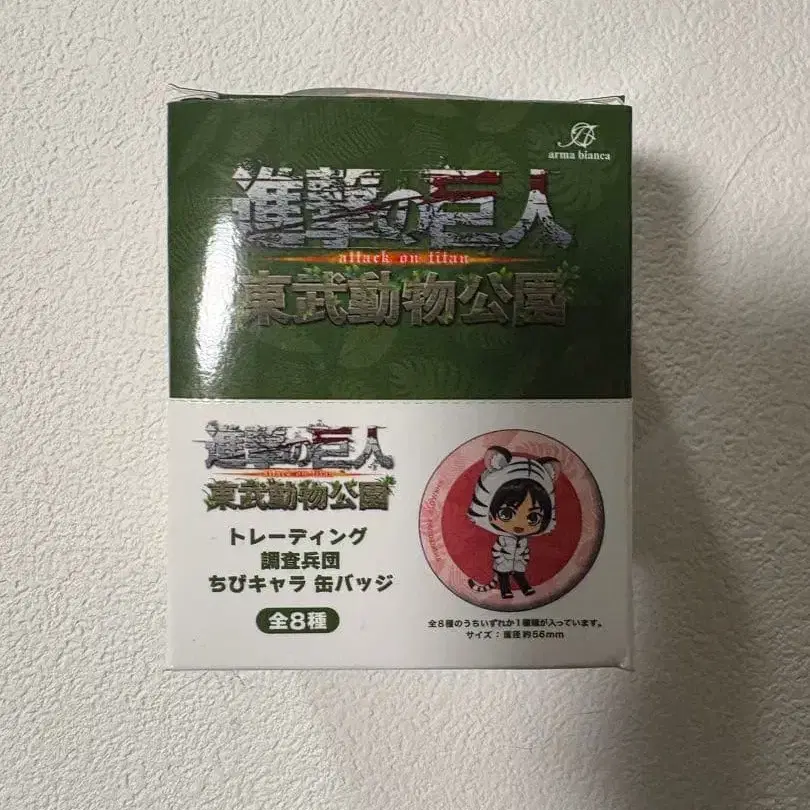 arma bianca
進撃の巨人
attack on titan
東武動物公園
進撃の巨人
attack on titan
東武動物公園
トレーディング
調査兵団
ちびキャラ 缶バッジ
全8種
全8種のうちいずれか1種類が入っています。
サイズ：直径 約56mm